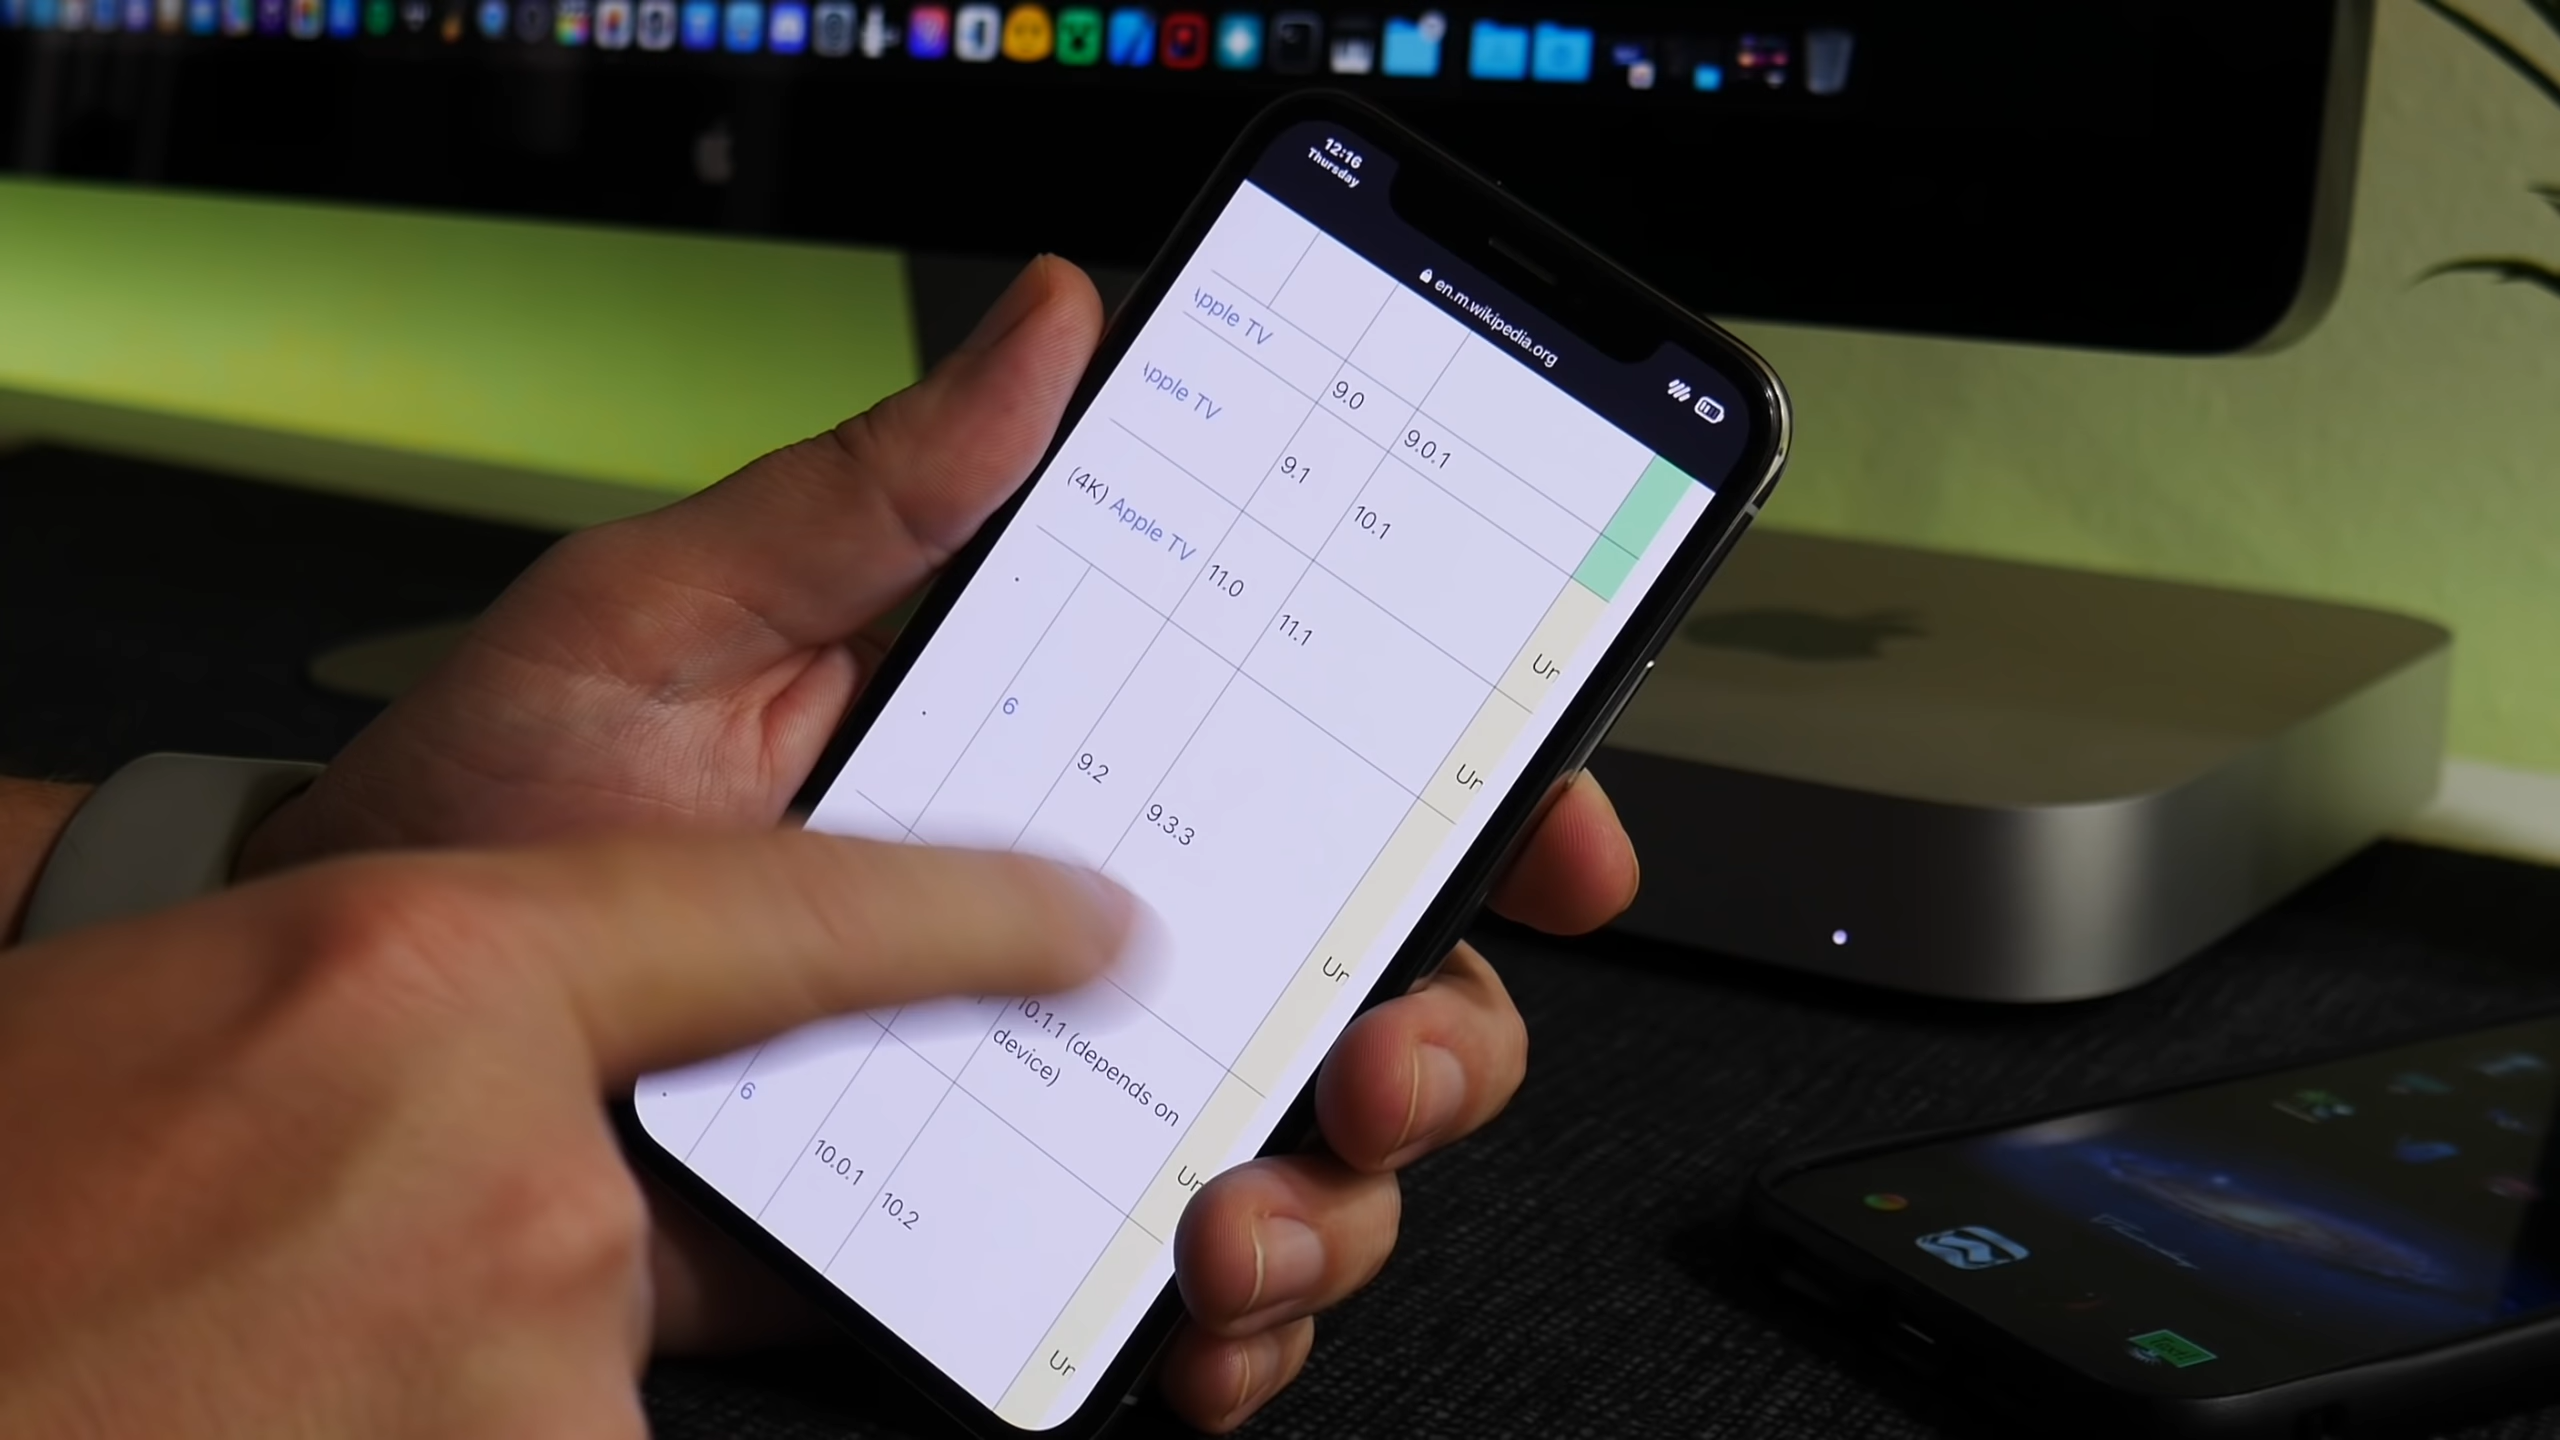 12:16
Thursday
en.m.wikipedia.org
Apple TV
9.0
9.0.1
Apple TV
9.1
10.1
(4K) Apple TV
11.0
11.1
Un
Un
6
9.2
9.3.3
Un
10.1.1 (depends on
device)
Un
6
10.0.1
10.2
Un